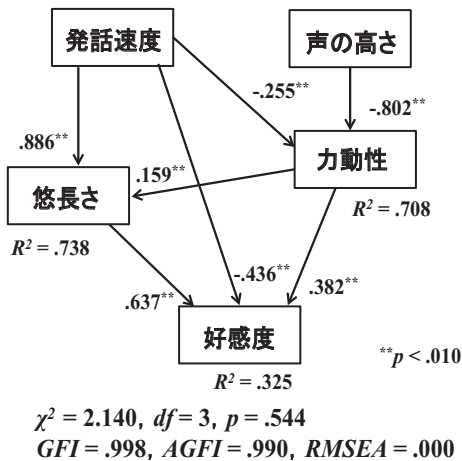 発話速度
声の高さ
-.255**
-.802**
.886**
.159**
力動性
悠長さ
R² = .708
R² = .738
-.436**
.382**
.637**
好感度
**p < .010
R² = .325
χ² = 2.140, df = 3, p = .544
GFI = .998, AGFI = .990, RMSEA = .000